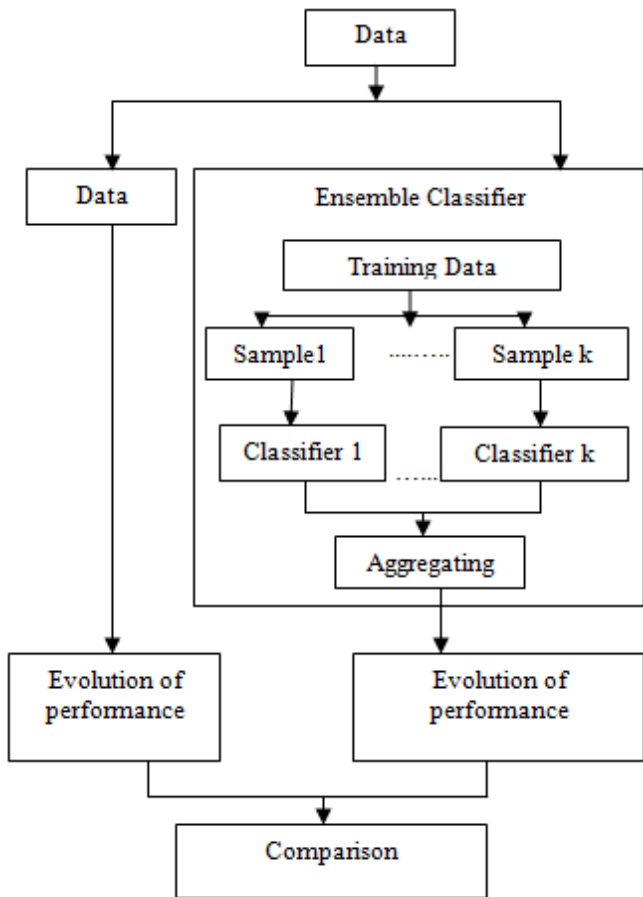 Data
Data
Ensemble Classifier
Training Data
Sample1
..........
Sample k
Classifier 1
.......
Classifier k
Aggregating
Evolution of
performance
Evolution of
performance
Comparison